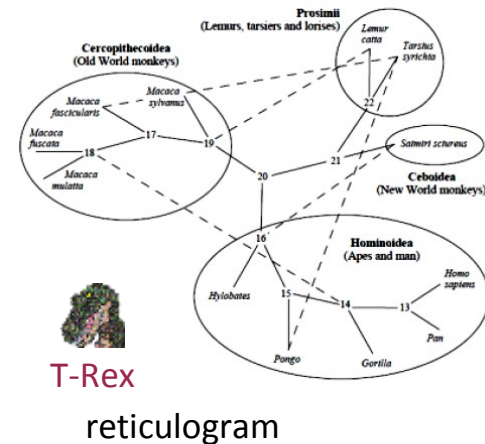 Prosimii
(Lemurs, tarsiers and lorises)
Lemur
catta
Tarsius
syrichta
Cercopithecoidea
(Old World monkeys)
Macaca
sylvanus
Macaca
fascicularis
22
Macaca
fuscata
17
19
18
21
Saimiri sciureus
Macaca
mulatta
20
Ceboidea
(New World monkeys)
16
Hominoidea
(Apes and man)
Homo
sapiens
Hylobates
15
14
13
Pan
Pongo
Gorilla
T-Rex
reticulogram